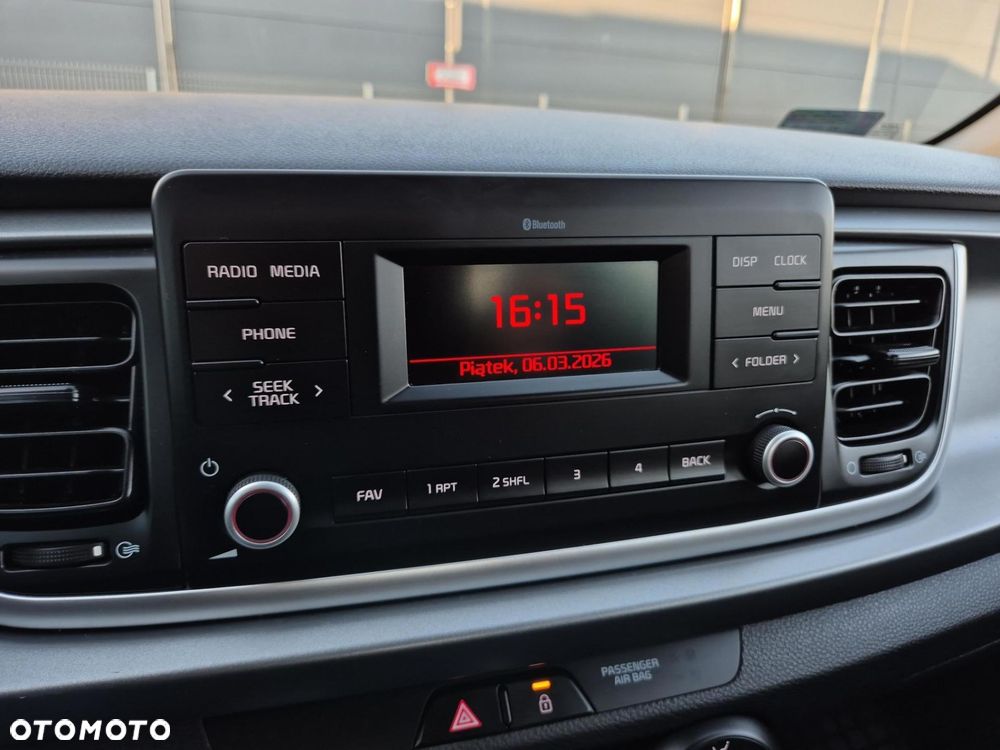 Bluetooth
RADIO MEDIA
DISP CLOCK
16:15
MENU
PHONE
Piątek, 06.03.2026
< FOLDER >
< SEEK
TRACK >
FAV
1 RPT
2 SHFL
3
4
BACK
PASSENGER
AIR BAG
OTOMOTO